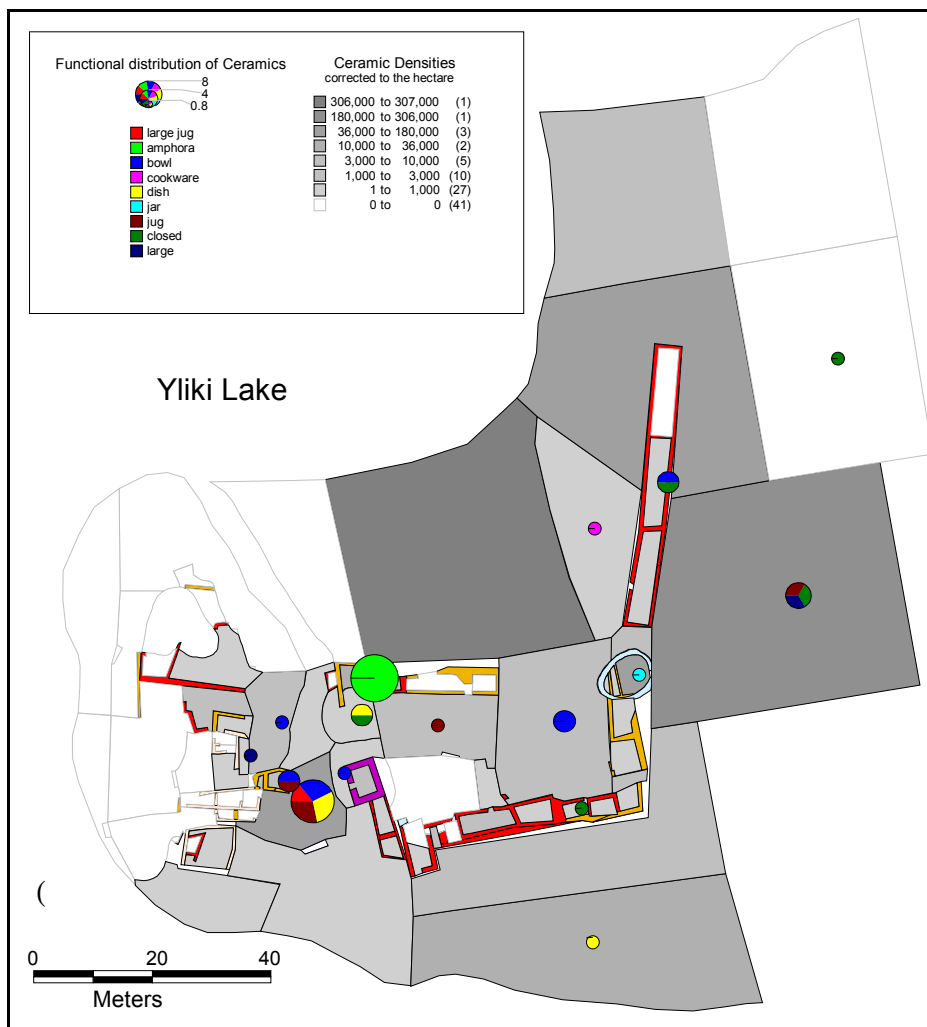 Functional distribution of Ceramics
8
4
0.8
large jug
amphora
bowl
cookware
dish
jar
jug
closed
large
Ceramic Densities
corrected to the hectare
306,000 to 307,000 (1)
180,000 to 306,000 (1)
36,000 to 180,000 (3)
10,000 to 36,000 (2)
3,000 to 10,000 (5)
1,000 to 3,000 (10)
1 to 1,000 (27)
0 to 0 (41)
Yliki Lake
(
0 20 40
Meters